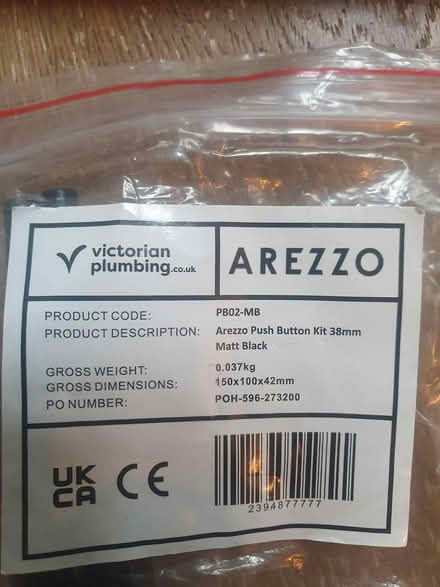 victorian
plumbing.co.uk
AREZZO
PRODUCT CODE: PB02-MB
PRODUCT DESCRIPTION: Arezzo Push Button Kit 38mm
Matt Black
GROSS WEIGHT: 0.037kg
GROSS DIMENSIONS: 150x100x42mm
PO NUMBER: POH-596-273200
UK
CA CE
2394877777